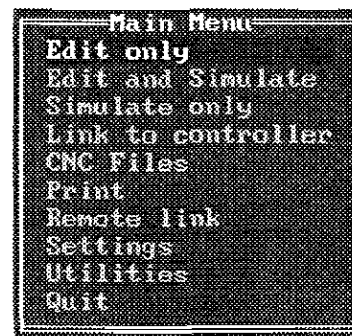 Main Menu
Edit only
Edit and Simulate
Simulate only
Link to controller
CNC Files
Print
Remote link
Settings
Utilities
Quit